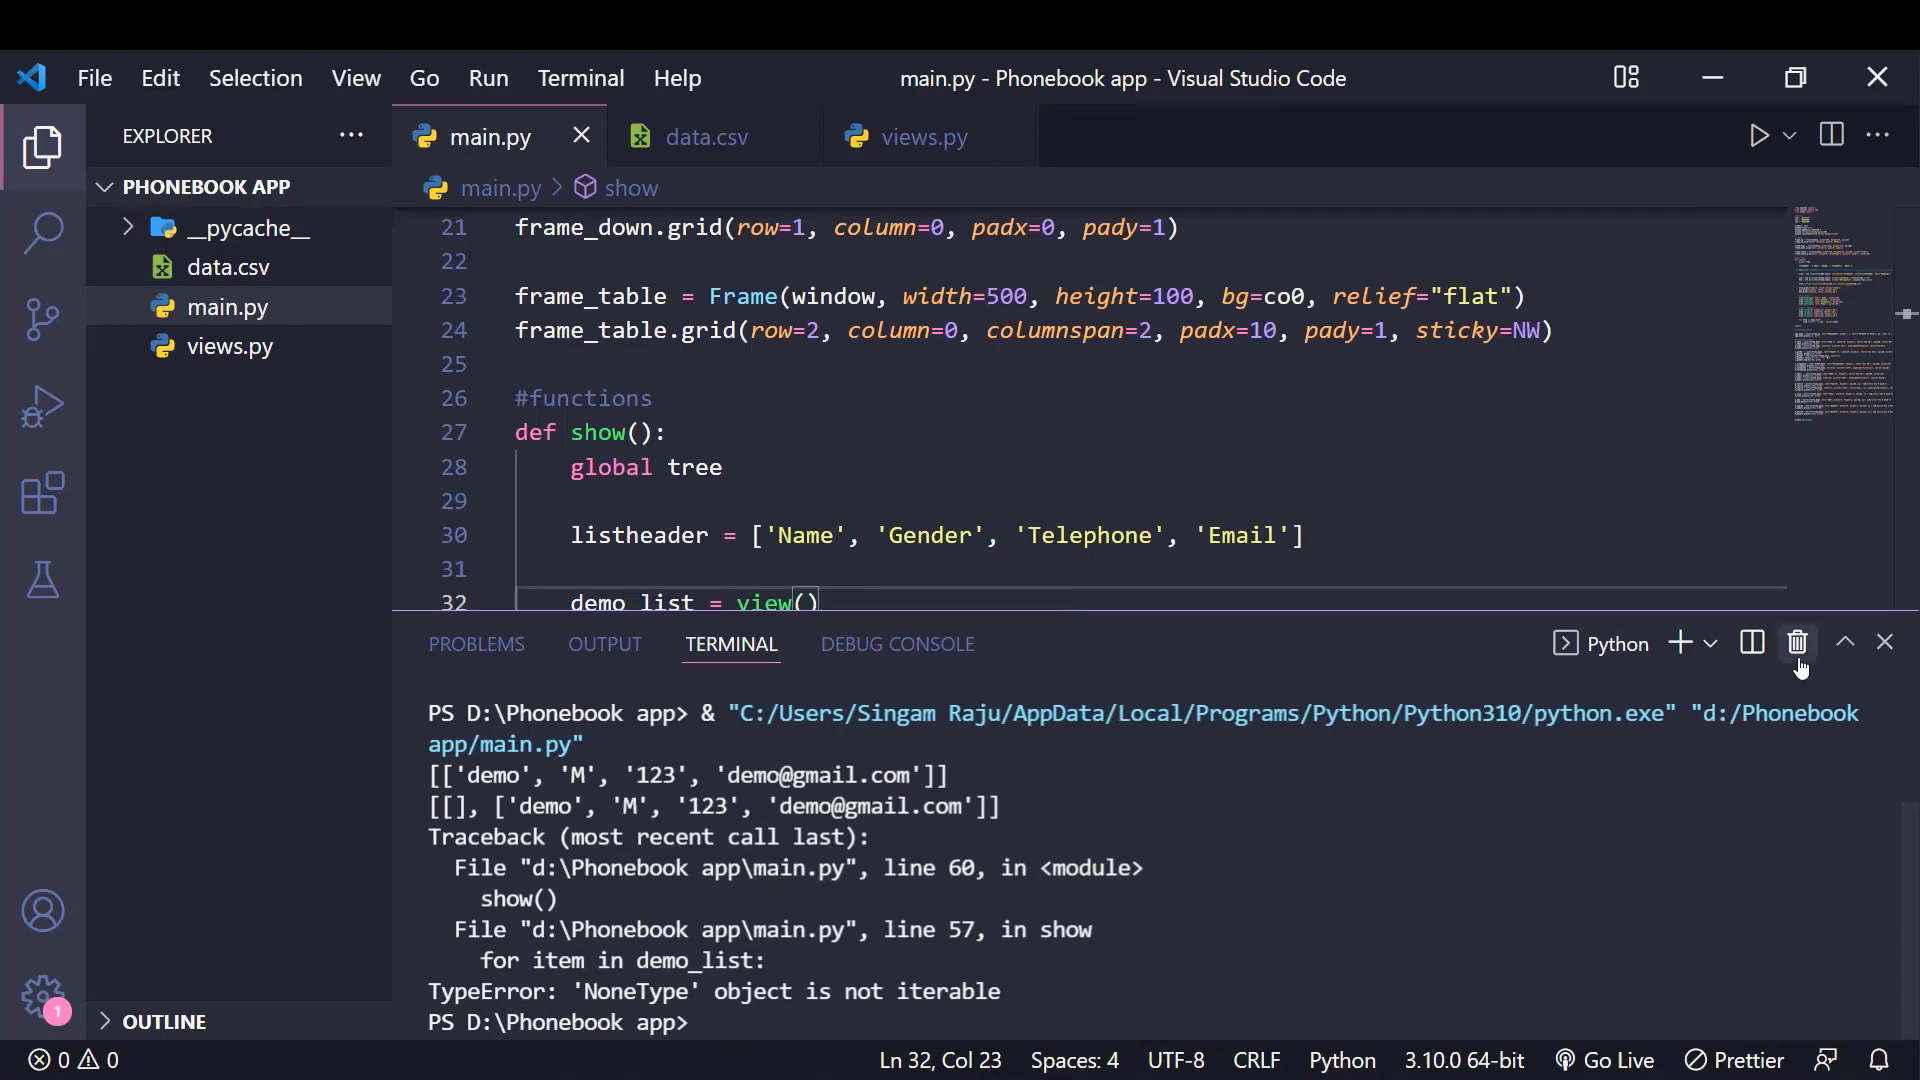 File Edit Selection View Go Run Terminal Help main.py - Phonebook app - Visual Studio Code
EXPLORER
PHONEBOOK APP
__pycache__
data.csv
main.py
views.py
OUTLINE
1
main.py data.csv views.py
main.py > show
21 frame_down.grid(row=1, column=0, padx=0, pady=1)
22
23 frame_table = Frame(window, width=500, height=100, bg=co0, relief="flat")
24 frame_table.grid(row=2, column=0, columnspan=2, padx=10, pady=1, sticky=NW)
25
26 #functions
27 def show():
28 global tree
29
30 listheader = ['Name', 'Gender', 'Telephone', 'Email']
31
32 demo_list = view()
PROBLEMS OUTPUT TERMINAL DEBUG CONSOLE Python
PS D:\Phonebook app> & "C:/Users/Singam Raju/AppData/Local/Programs/Python/Python310/python.exe" "d:/Phonebook
app/main.py"
[['demo', 'M', '123', 'demo@gmail.com']]
[[], ['demo', 'M', '123', 'demo@gmail.com']]
Traceback (most recent call last):
File "d:\Phonebook app\main.py", line 60, in <module>
show()
File "d:\Phonebook app\main.py", line 57, in show
for item in demo_list:
TypeError: 'NoneType' object is not iterable
PS D:\Phonebook app>
0 0 Ln 32, Col 23 Spaces: 4 UTF-8 CRLF Python 3.10.0 64-bit Go Live Prettier